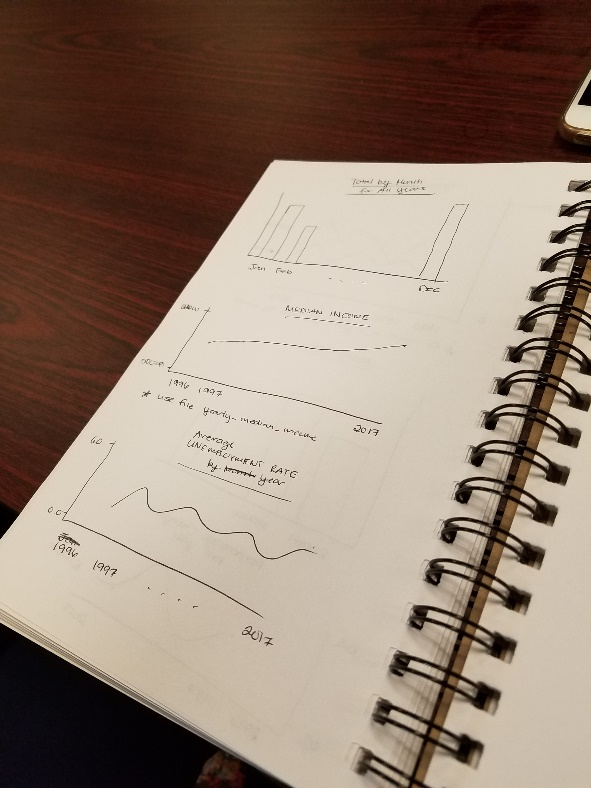 Total by Month
for All years
Jan Feb
. . . .
DEC
MEDIAN INCOME
1996 1997
2017
* use file yearly_median_income
Average
UNEMPLOYMENT RATE
by year
60
0.0
1996
1997
. . . .
2017